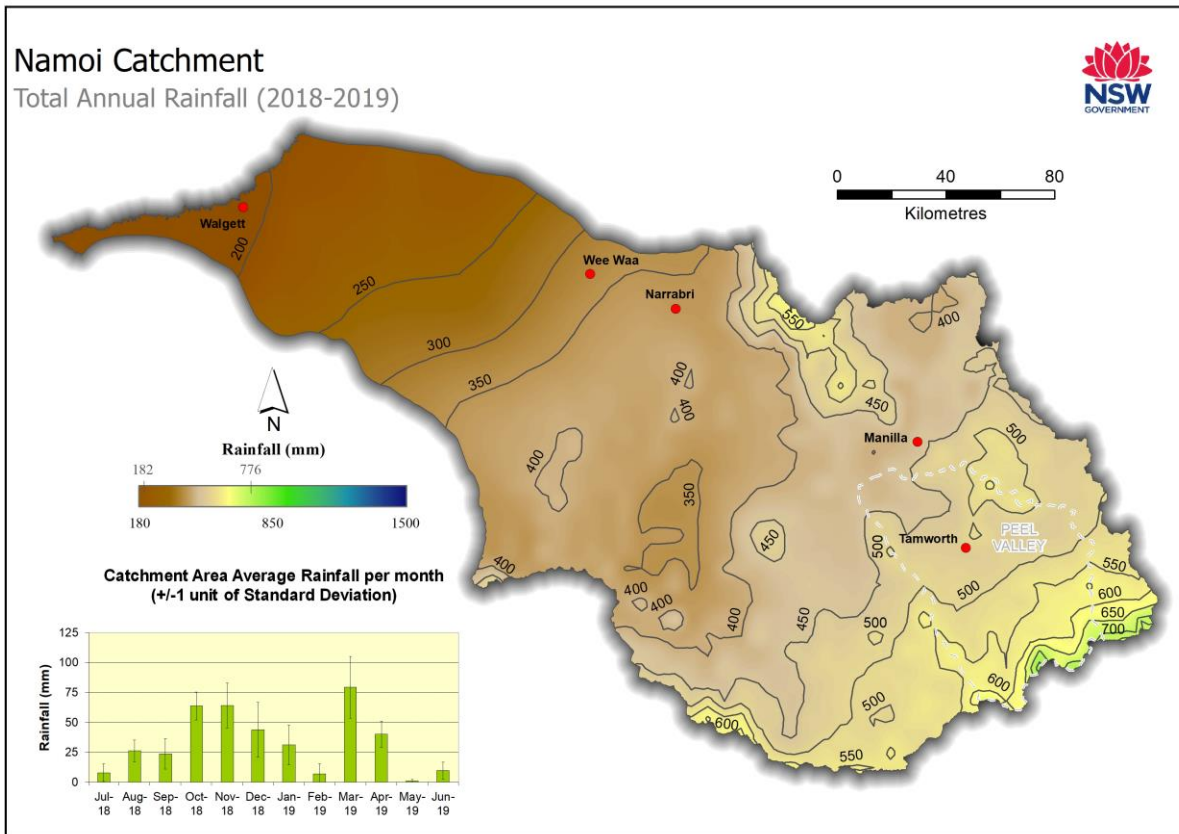 Namoi Catchment
Total Annual Rainfall (2018-2019)
NSW
GOVERNMENT
0 40 80
Kilometres
Walgett
200
250
300
350
Wee Waa
Narrabri
550
400
450
400
400
400
350
Manilla
500
450
500
Tamworth
PEEL
VALLEY
500
550
600
650
700
400
400
400
400
450
500
500
600
600
550
N
Rainfall (mm)
182 776
180 850 1500
Catchment Area Average Rainfall per month
(+/-1 unit of Standard Deviation)
Rainfall (mm)
125
100
75
50
25
0
Jul-18 Aug-18 Sep-18 Oct-18 Nov-18 Dec-18 Jan-19 Feb-19 Mar-19 Apr-19 May-19 Jun-19